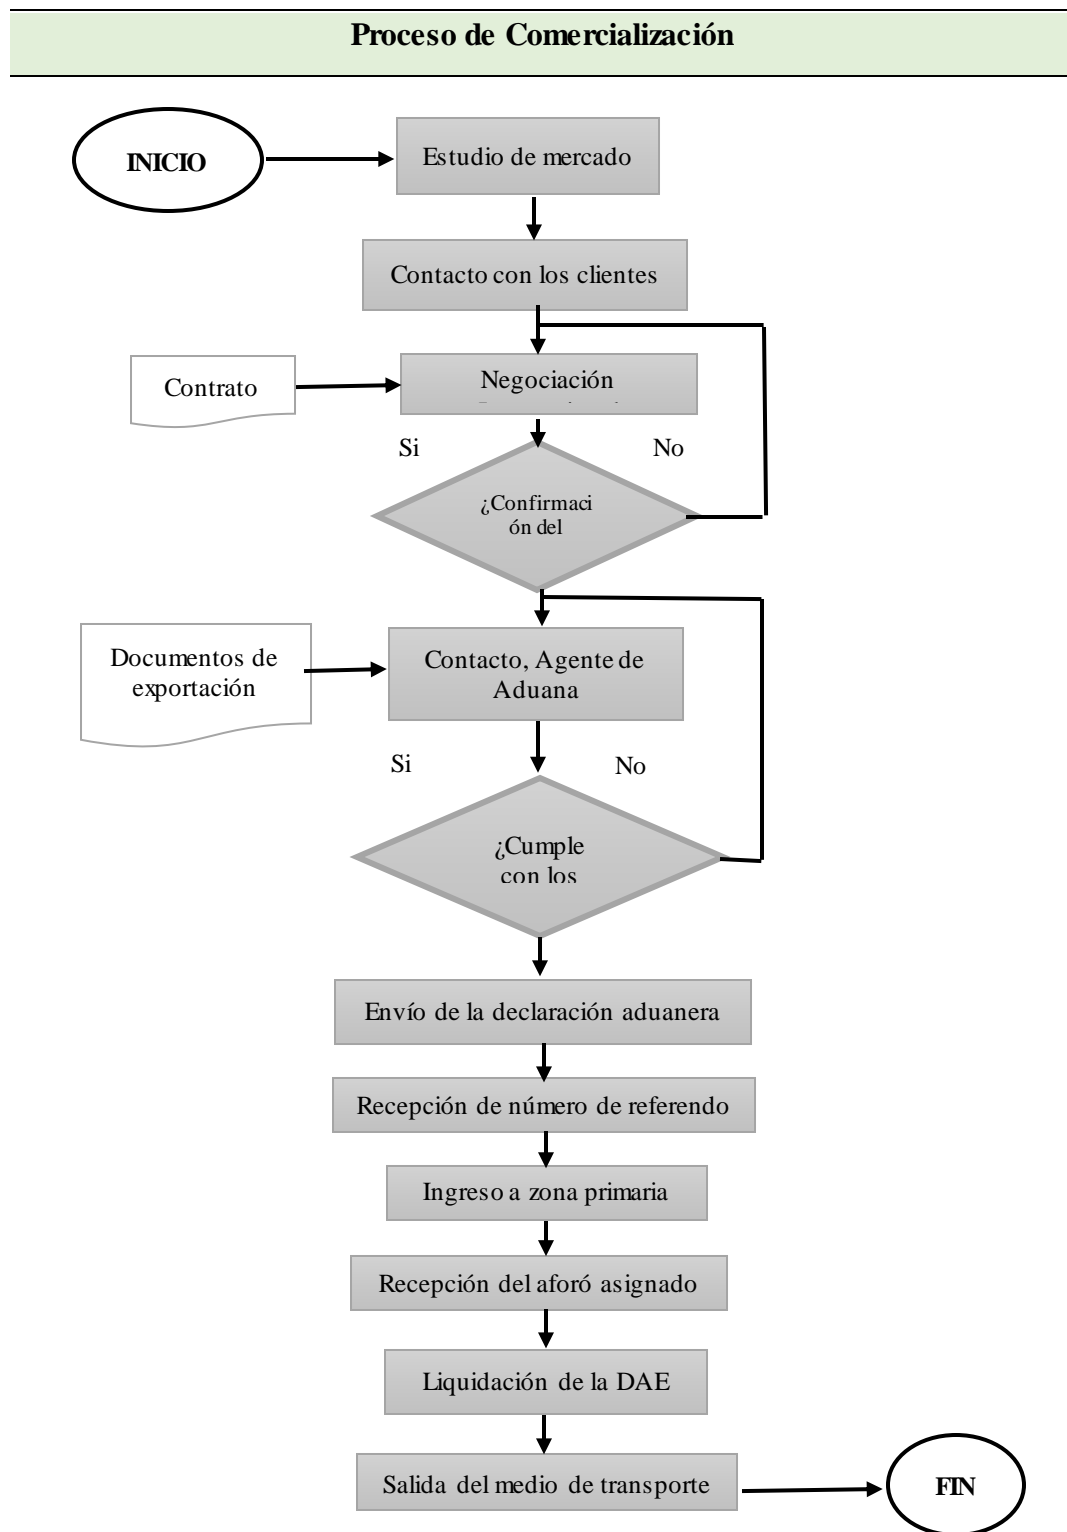 Proceso de Comercialización
INICIO
Estudio de mercado
Contacto con los clientes
Contrato
Negociación
Si
No
¿Confirmaci
ón del
Documentos de
exportación
Contacto, Agente de
Aduana
Si
No
¿Cumple
con los
Envío de la declaración aduanera
Recepción de número de referendo
Ingreso a zona primaria
Recepción del aforó asignado
Liquidación de la DAE
Salida del medio de transporte
FIN